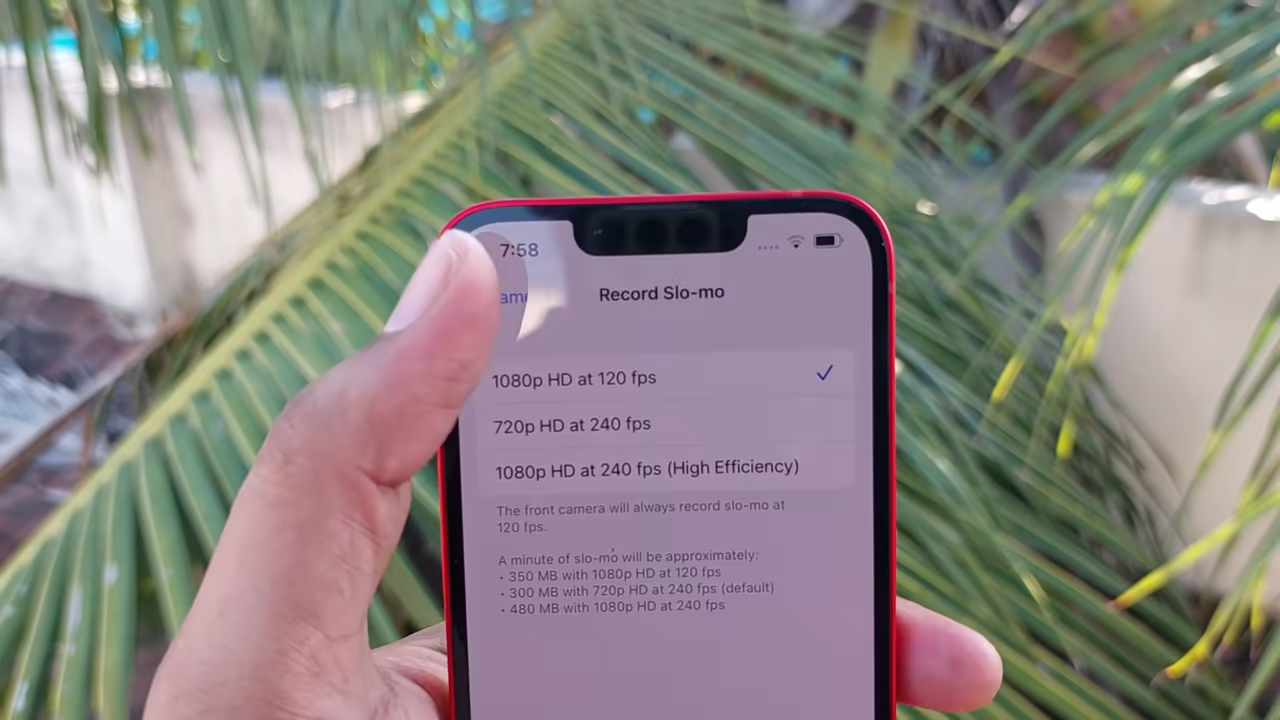 7:58
Record Slo-mo
1080p HD at 120 fps
720p HD at 240 fps
1080p HD at 240 fps (High Efficiency)
The front camera will always record slo-mo at
120 fps.
A minute of slo-mo will be approximately:
• 350 MB with 1080p HD at 120 fps
• 300 MB with 720p HD at 240 fps (default)
• 480 MB with 1080p HD at 240 fps